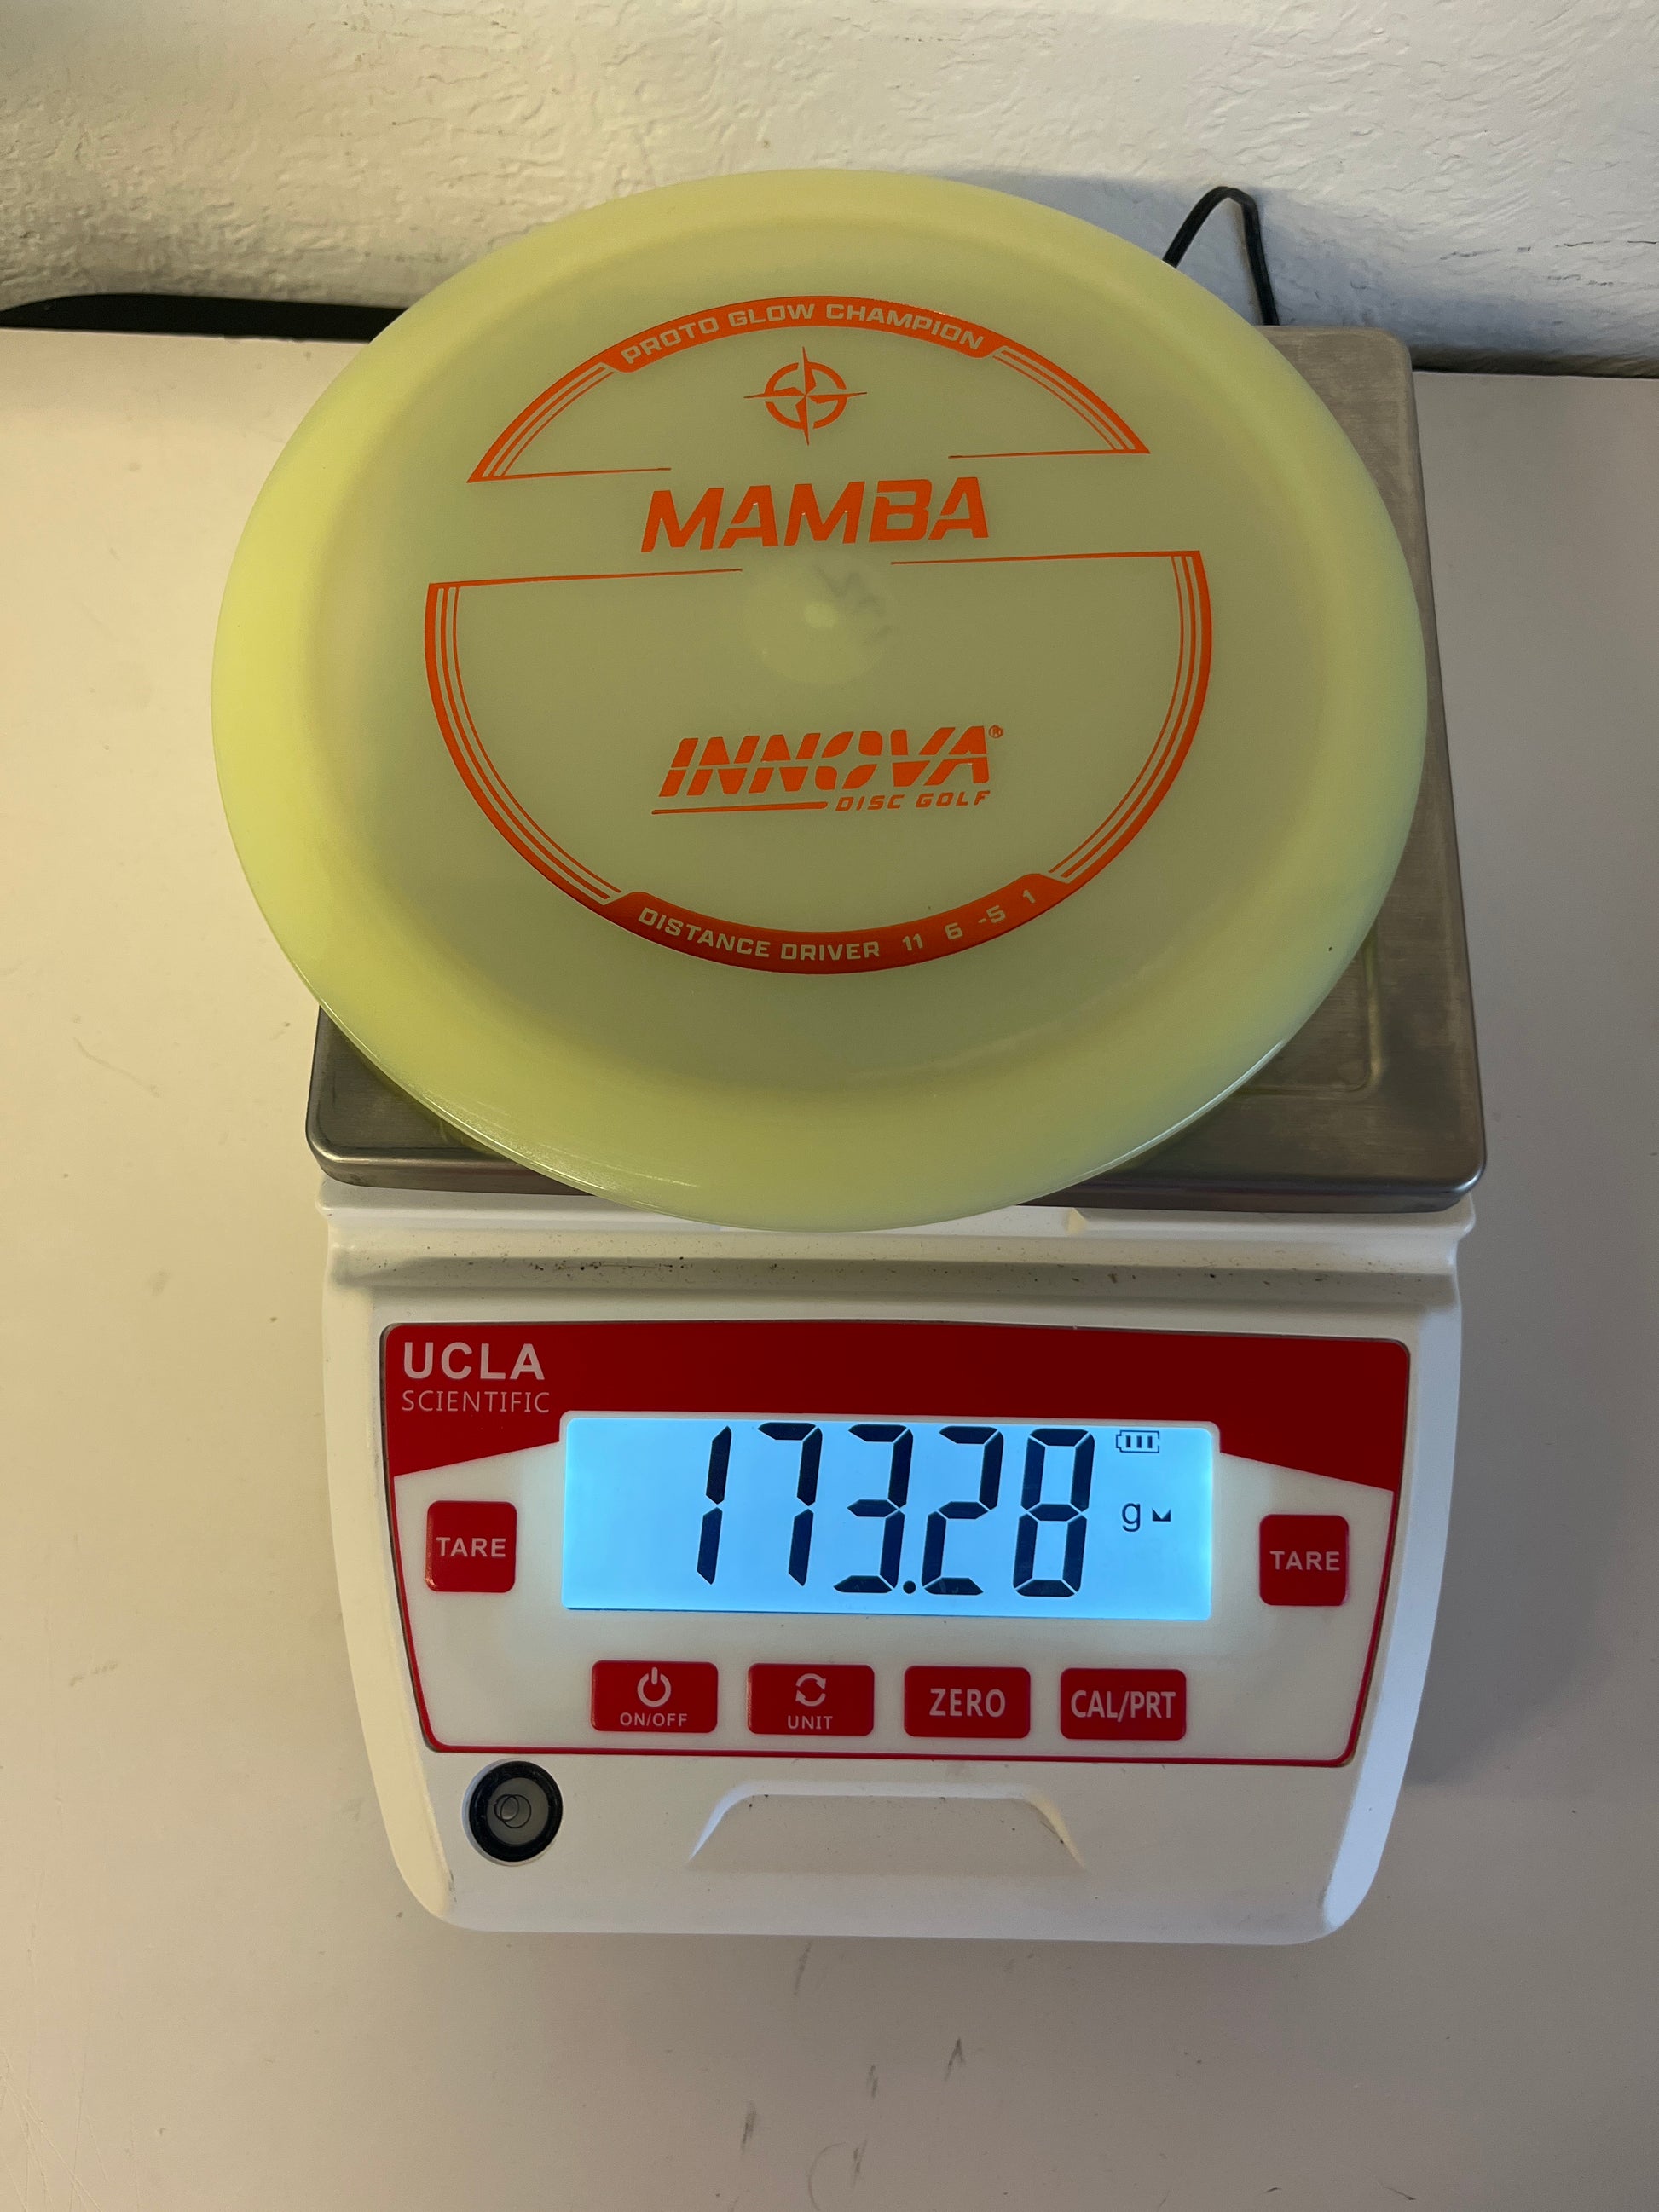 PROTO GLOW CHAMPION
MAMBA
INNOVA®
DISC GOLF
DISTANCE DRIVER 11 6 -5 1
UCLA
SCIENTIFIC
173.28 g
TARE
TARE
ON/OFF
UNIT
ZERO
CAL/PRT